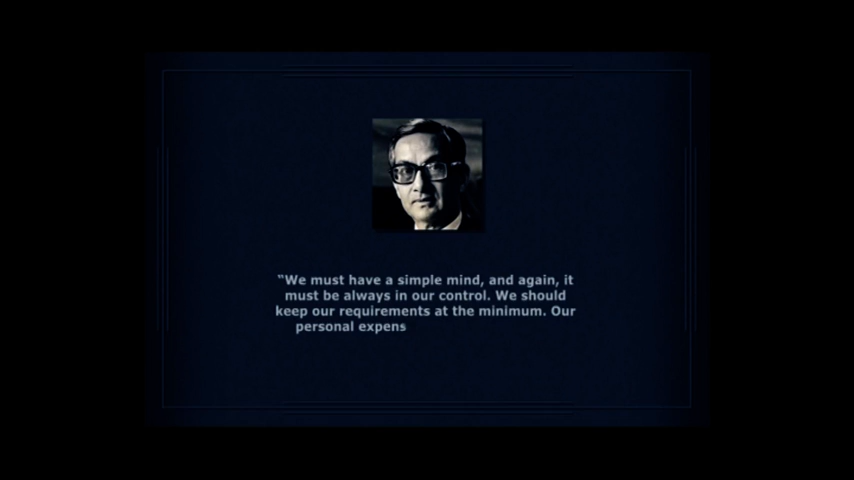 “We must have a simple mind, and again, it
must be always in our control. We should
keep our requirements at the minimum. Our
personal expens